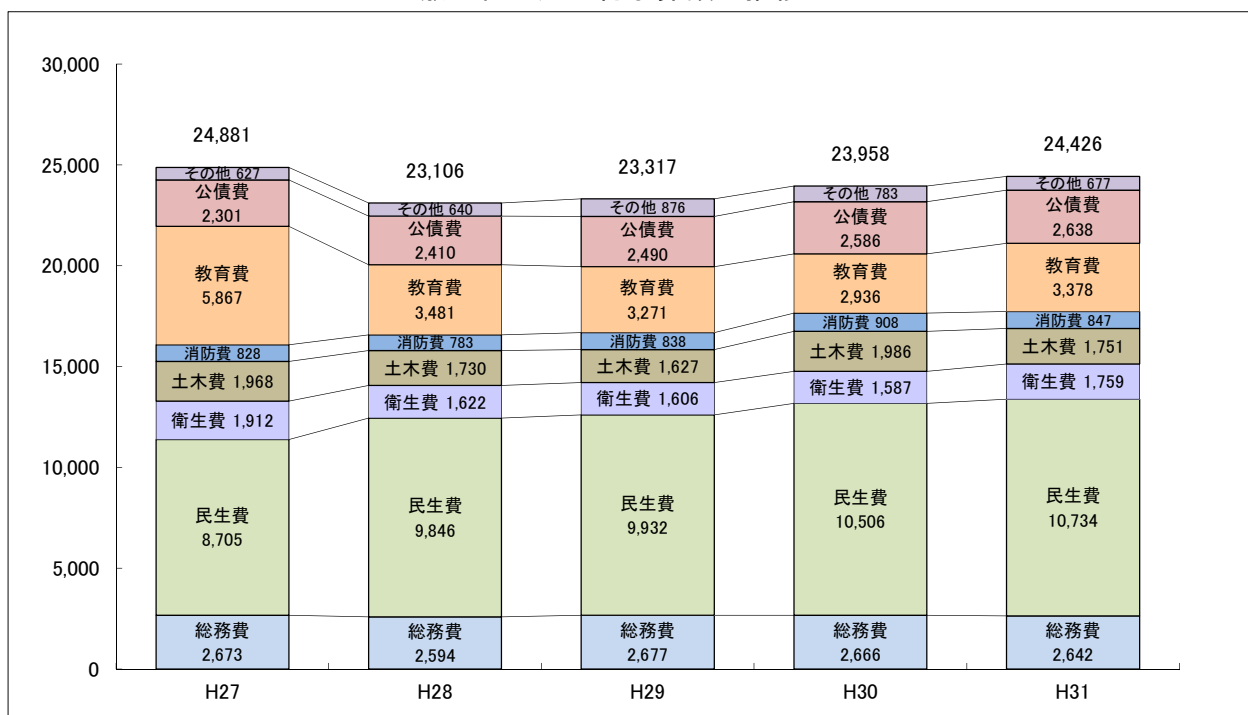 30,000
25,000
20,000
15,000
10,000
5,000
0
24,881
その他 627
公債費
2,301
教育費
5,867
消防費 828
土木費 1,968
衛生費 1,912
民生費
8,705
総務費
2,673
H27
23,106
その他 640
公債費
2,410
教育費
3,481
消防費 783
土木費 1,730
衛生費 1,622
民生費
9,846
総務費
2,594
H28
23,317
その他 876
公債費
2,490
教育費
3,271
消防費 838
土木費 1,627
衛生費 1,606
民生費
9,932
総務費
2,677
H29
23,958
その他 783
公債費
2,586
教育費
2,936
消防費 908
土木費 1,986
衛生費 1,587
民生費
10,506
総務費
2,666
H30
24,426
その他 677
公債費
2,638
教育費
3,378
消防費 847
土木費 1,751
衛生費 1,759
民生費
10,734
総務費
2,642
H31